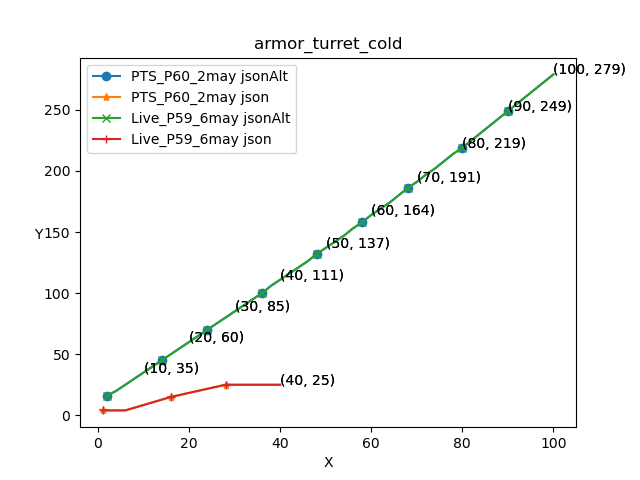 armor_turret_cold
PTS_P60_2may jsonAlt
PTS_P60_2may json
Live_P59_6may jsonAlt
Live_P59_6may json
(100, 279)
(90, 249)
(80, 219)
(70, 191)
(60, 164)
(50, 137)
(40, 111)
(30, 85)
(20, 60)
(10, 35)
(40, 25)
Y
250
200
150
100
50
0
0 20 40 60 80 100
X